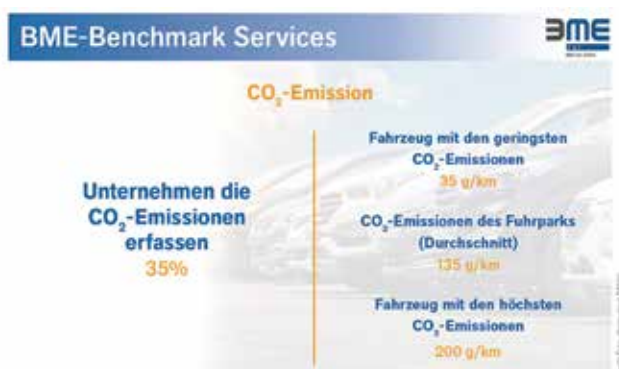 BME-Benchmark Services
BME
CO₂-Emission
Unternehmen die
CO₂-Emissionen
erfassen
35%
Fahrzeug mit den geringsten
CO₂-Emissionen
35 g/km
CO₂-Emissionen des Fuhrparks
(Durchschnitt)
135 g/km
Fahrzeug mit den höchsten
CO₂-Emissionen
200 g/km